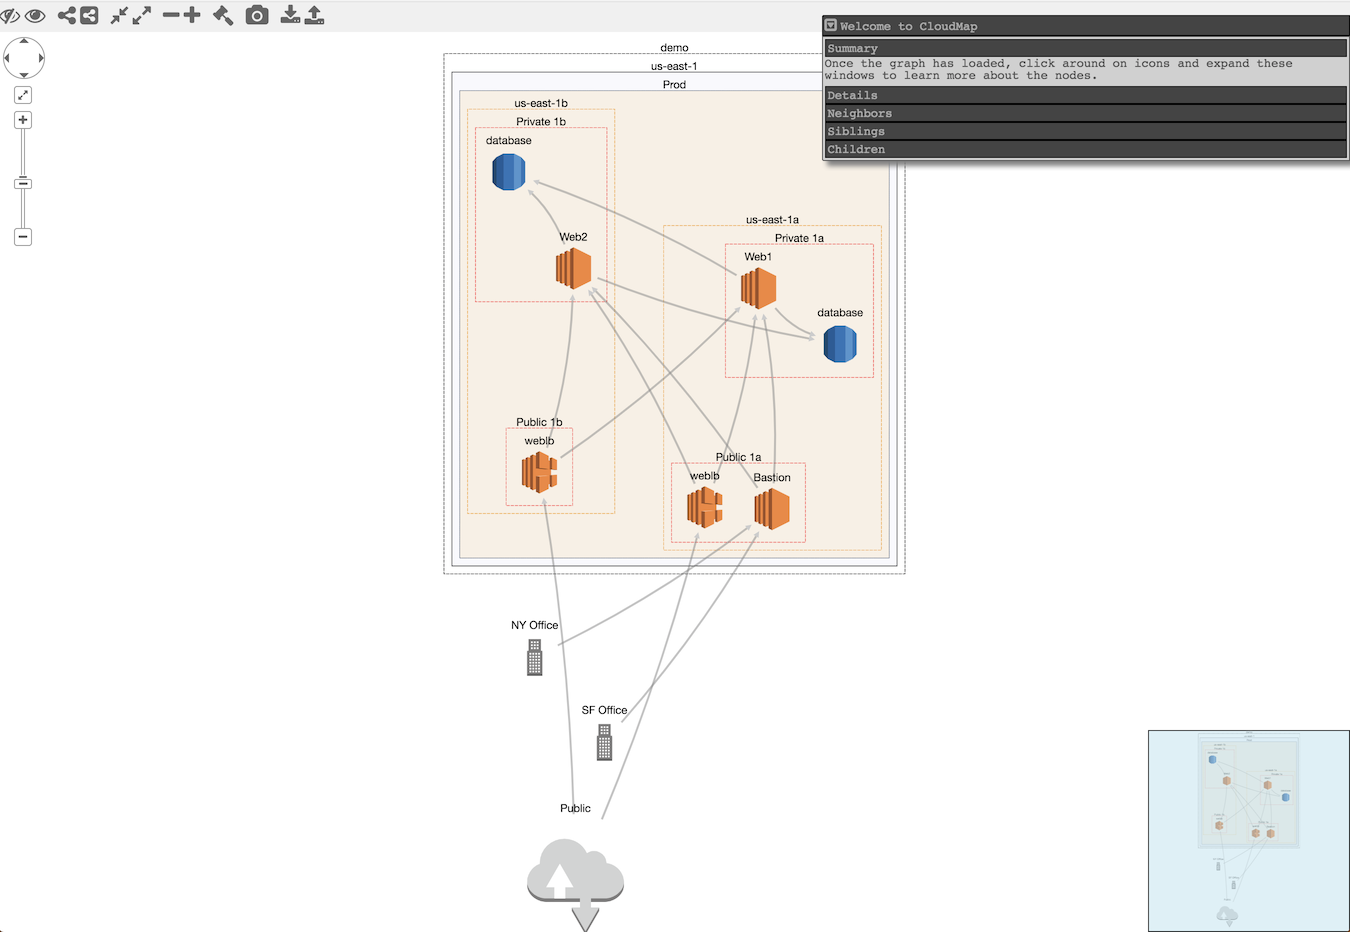 Welcome to CloudMap
Summary
Once the graph has loaded, click around on icons and expand these
windows to learn more about the nodes.
Details
Neighbors
Siblings
Children
demo
us-east-1
Prod
us-east-1b
Private 1b
database
Web2
us-east-1a
Private 1a
Web1
database
Public 1b
weblb
Public 1a
weblb
Bastion
NY Office
SF Office
Public